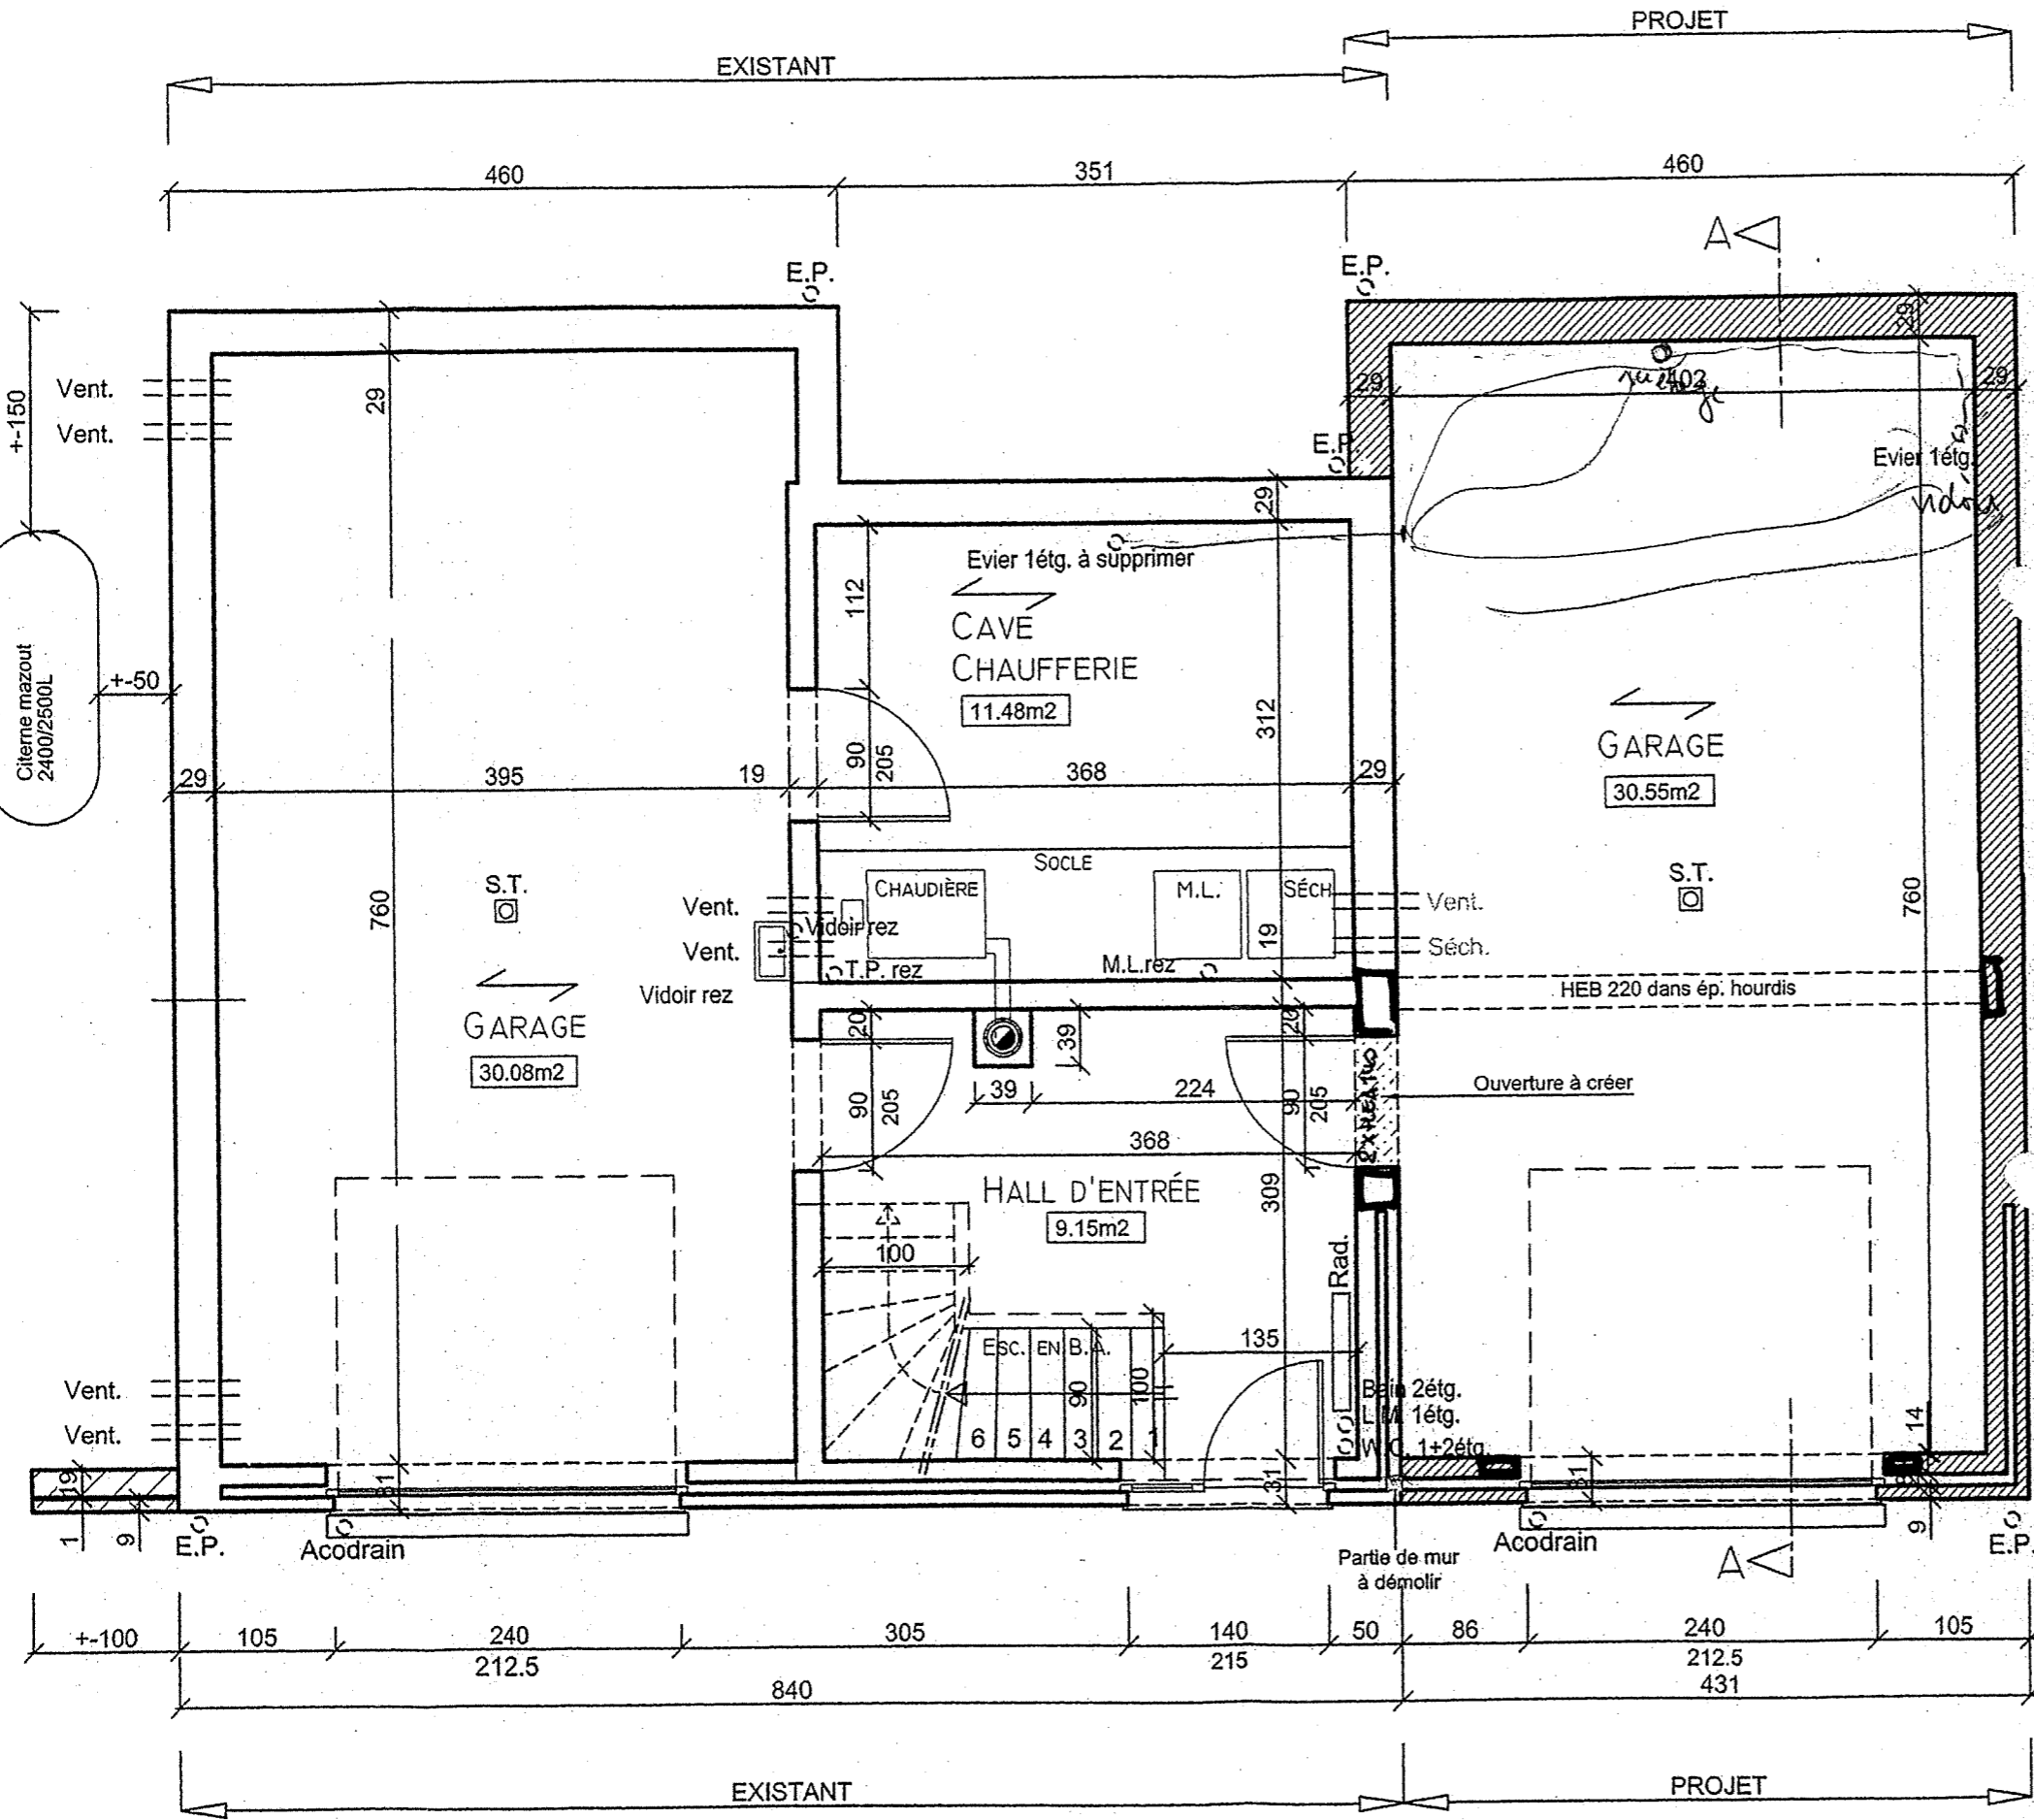 PROJET
EXISTANT
460
351
460
A
E.P.
E.P.
29
+-150
Vent.
Vent.
29
29
402
29
E.P.
Evier 1étg.
29
Evier 1étg. à supprimer
112
CAVE
CHAUFFERIE
11.48m2
312
Citerne mazout
2400/2500L
+-50
GARAGE
30.55m2
29
395
19
90
205
368
29
SOCLE
CHAUDIÈRE
M.L.
SÉCH
S.T.
S.T.
760
760
Vent.
Vidoir rez
Vent.
19
Vent.
Séch.
T.P. rez
M.L.rez
Vidoir rez
HEB 220 dans ép. hourdis
GARAGE
30.08m2
20
39
20
39
224
90
205
90
205
Ouverture à créer
368
HALL D'ENTRÉE
9.15m2
309
100
Rad.
ESC. EN B.A.
135
90
100
Vent.
Vent.
6 5 4 3 2 1
Bain 2étg.
L.M. 1étg.
W.C. 1+2étg.
14
19
31
31
31
1
9
9
E.P.
Acodrain
Partie de mur
à démolir
Acodrain
E.P.
A
+-100
105
240
305
140
50
86
240
105
212.5
215
212.5
840
431
EXISTANT
PROJET